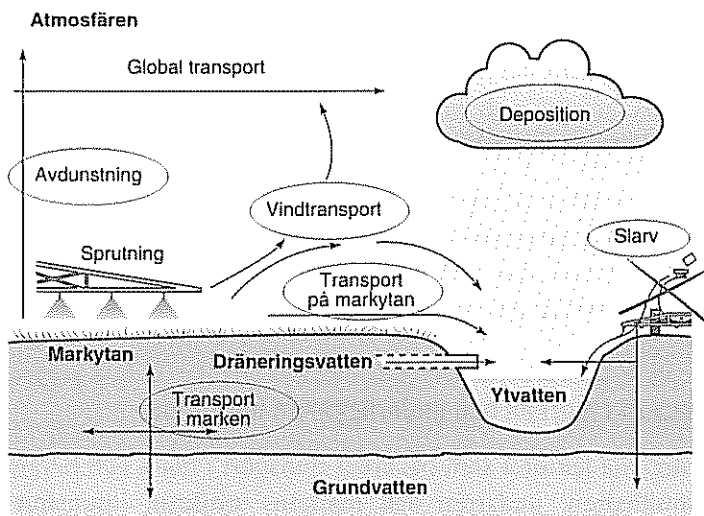 Atmosfären
Global transport
Deposition
Avdunstning
Vindtransport
Slarv
Sprutning
Transport
på markytan
Markytan
Dräneringsvatten
Ytvatten
Transport
i marken
Grundvatten